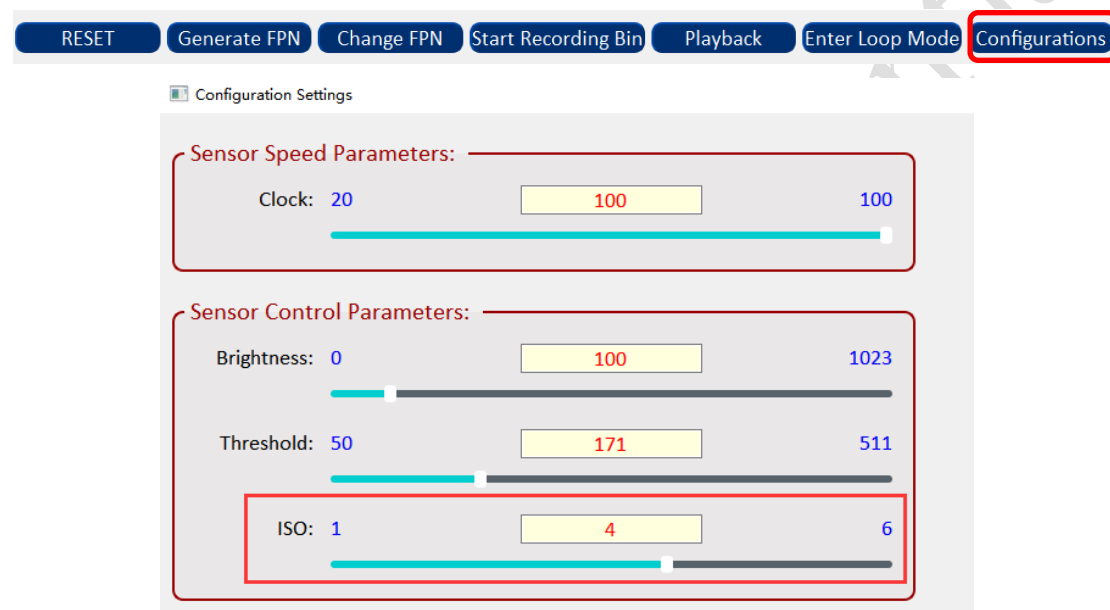 RESET Generate FPN Change FPN Start Recording Bin Playback Enter Loop Mode Configurations
Configuration Settings
Sensor Speed Parameters:
Clock: 20 100 100
Sensor Control Parameters:
Brightness: 0 100 1023
Threshold: 50 171 511
ISO: 1 4 6